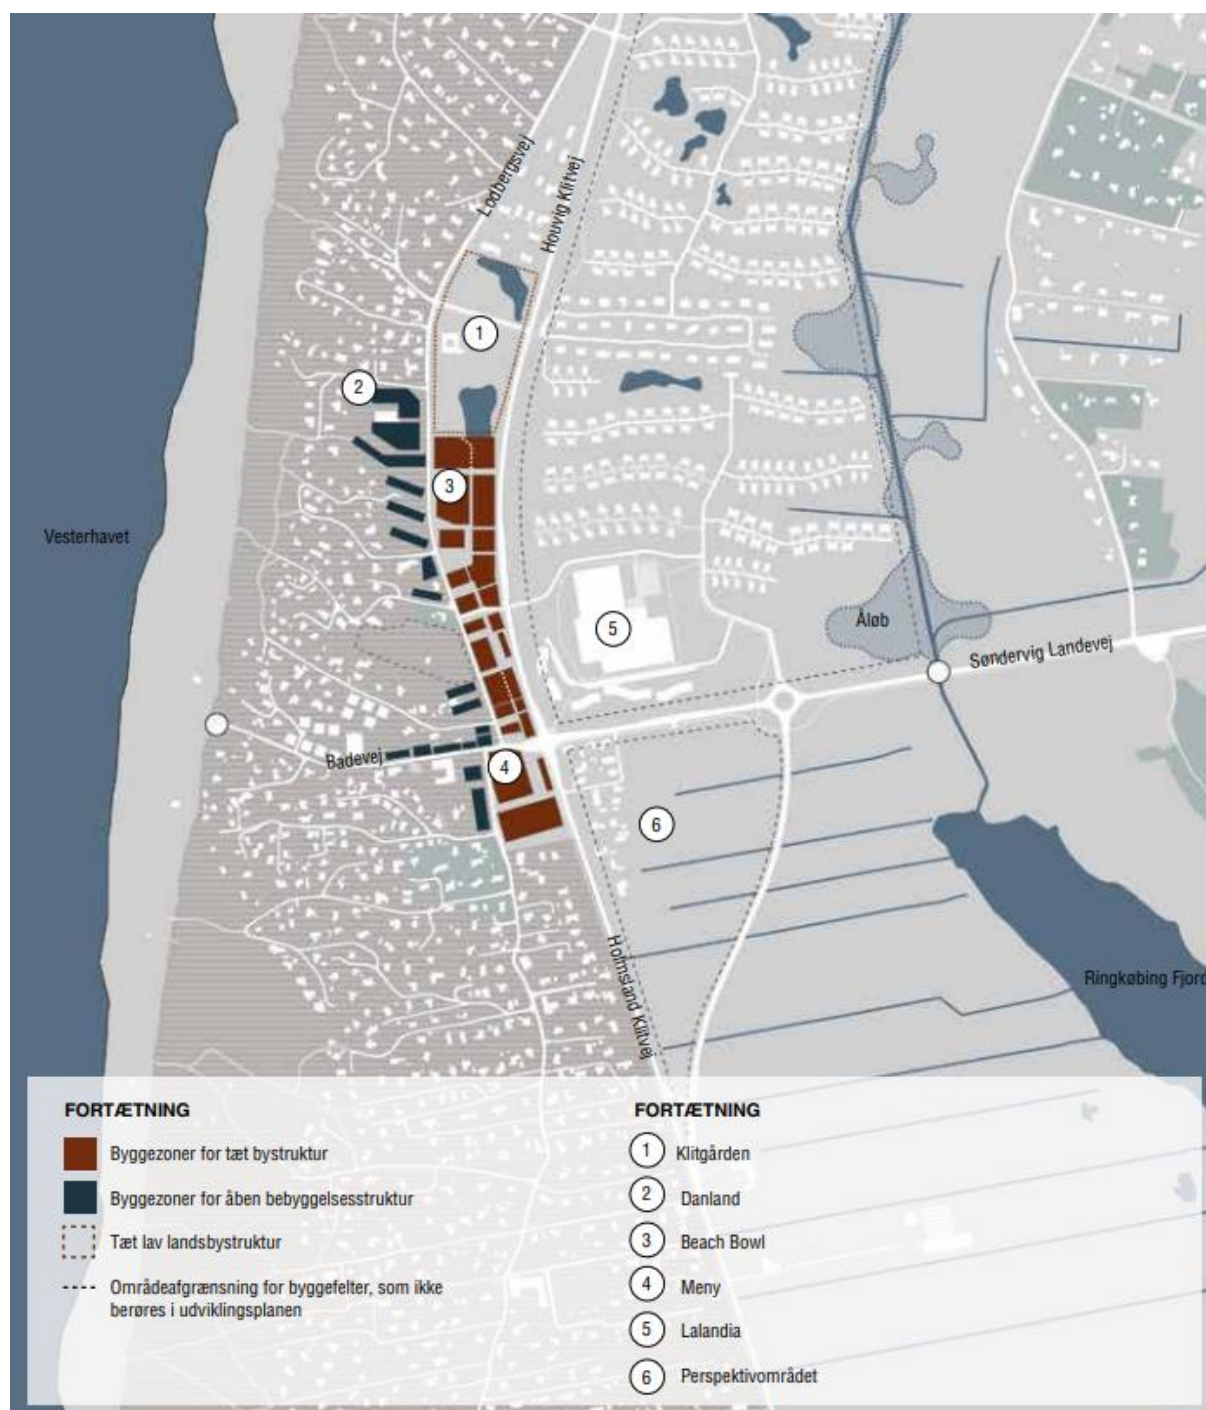 Lodbergsvej
Houvig Klitvej
1
2
3
Vesterhavet
5
Åløb
Søndervig Landevej
Badevej
4
6
Holmsland Klitvej
Ringkøbing Fjord
FORTÆTNING
Byggezoner for tæt bystruktur
Byggezoner for åben bebyggelsesstruktur
Tæt lav landsbystruktur
Områdeafgrænsning for byggefelter, som ikke
berøres i udviklingsplanen
FORTÆTNING
1 Klitgården
2 Danland
3 Beach Bowl
4 Meny
5 Lalandia
6 Perspektivområdet